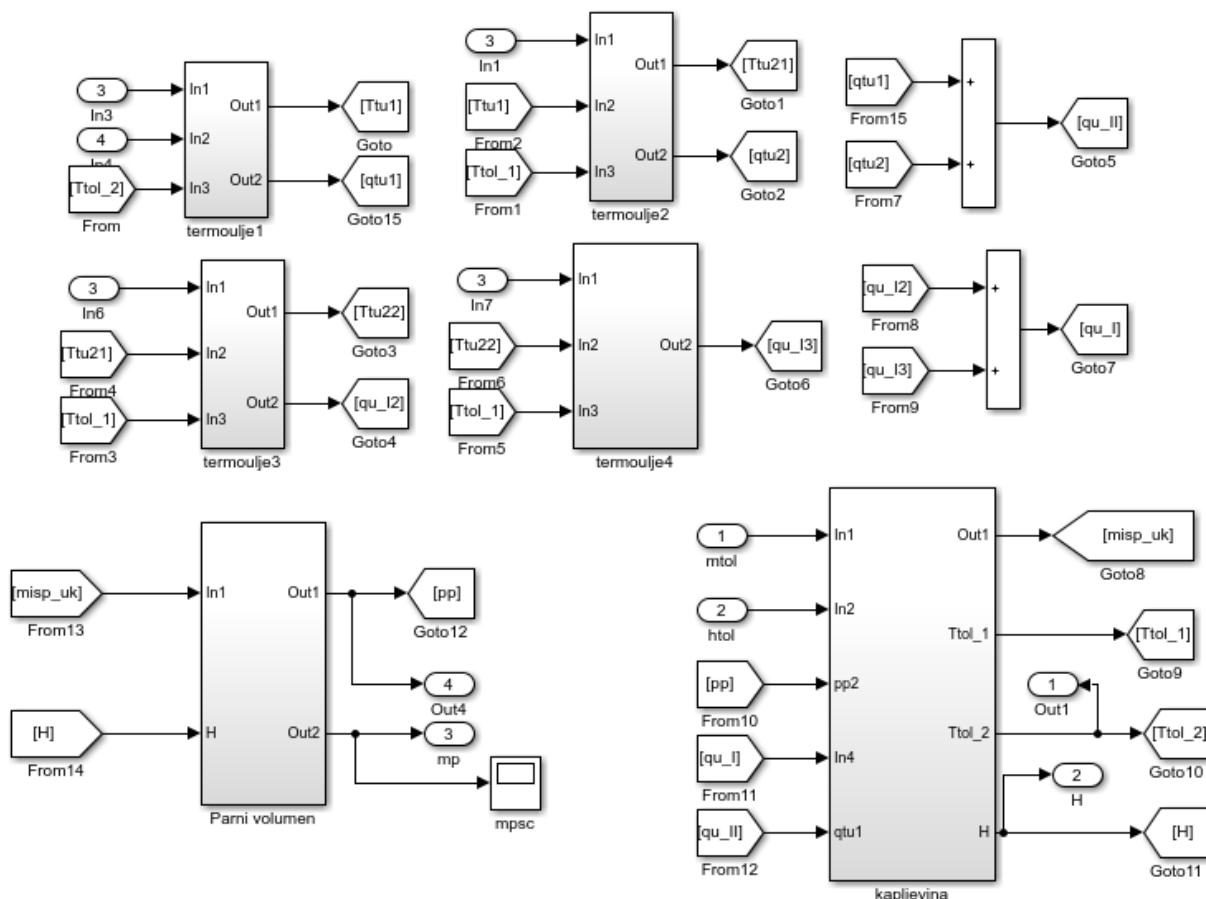 3
In1
Out1
In3
4
In2
In4
[Ttol_2]
In3
Out2
From
termoulje1
[Ttu1]
Goto
[qtu1]
Goto15
3
In1
In1
Out1
[Ttu1]
In2
From2
[Ttol_1]
In3
Out2
From1
termoulje2
[Ttu21]
Goto1
[qtu2]
Goto2
[qtu1]
+
From15
[qtu2]
+
From7
[qu_II]
Goto5
3
In1
Out1
In6
[Ttu21]
In2
From4
[Ttol_1]
In3
Out2
From3
termoulje3
[Ttu22]
Goto3
[qu_I2]
Goto4
3
In1
In7
[Ttu22]
In2
Out2
From6
[Ttol_1]
In3
From5
termoulje4
[qu_I3]
Goto6
[qu_I2]
+
From8
[qu_I3]
+
From9
[qu_I]
Goto7
[misp_uk]
In1
Out1
From13
[H]
H
Out2
From14
Parni volumen
[pp]
Goto12
4
Out4
3
mp
mpsc
1
In1
Out1
mtol
2
In2
htol
Ttol_1
[pp]
pp2
From10
[qu_I]
In4
Ttol_2
From11
[qu_II]
qtu1
H
From12
kapljevina
[misp_uk]
Goto8
[Ttol_1]
Goto9
1
Out1
[Ttol_2]
Goto10
2
H
[H]
Goto11